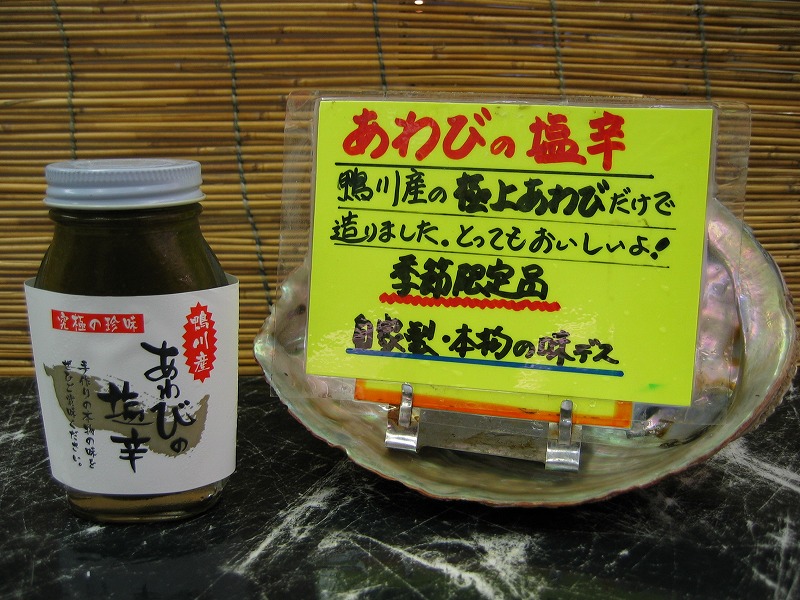 あわびの塩辛
鴨川産の極上あわびだけで
造りました。とってもおいしいよ!
季節限定品
自家製・本物の味デス
究極の珍味
鴨川産
あわびの
塩辛
手作りの本物の味を
ぜひご賞味ください。